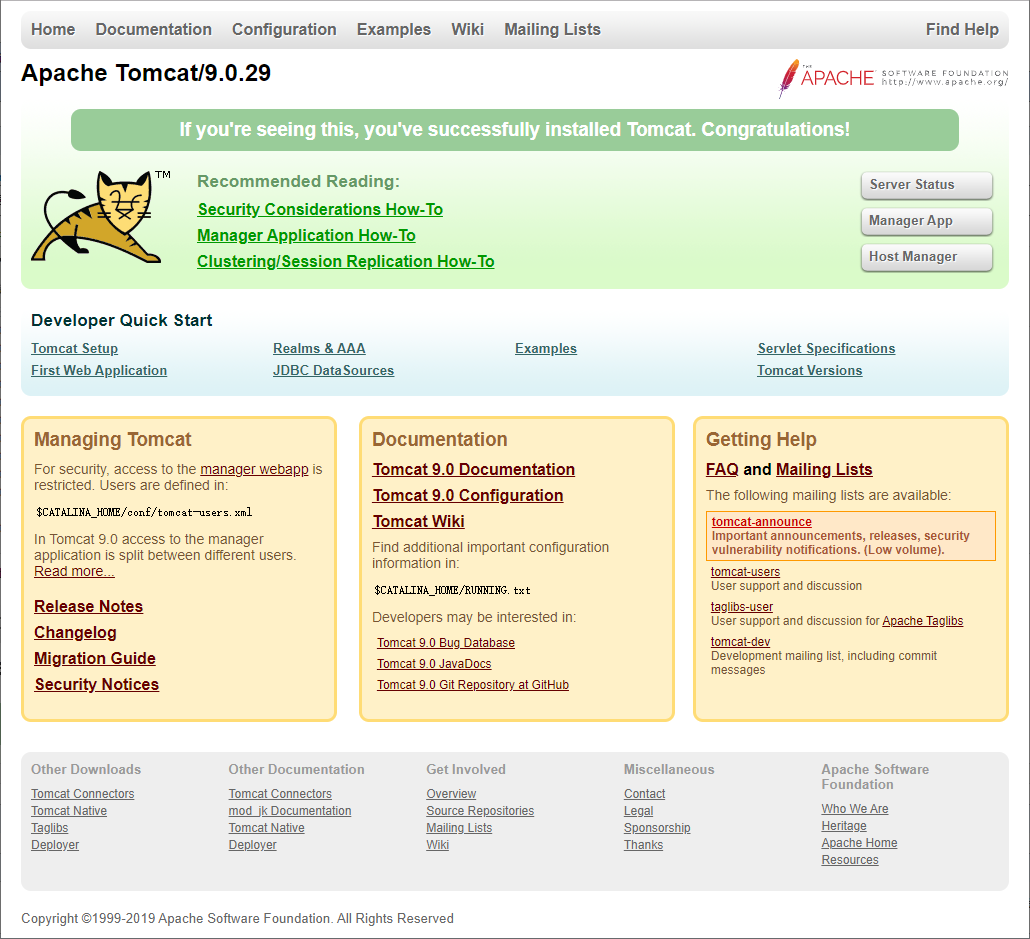 Home Documentation Configuration Examples Wiki Mailing Lists Find Help
Apache Tomcat/9.0.29
THE
APACHE SOFTWARE FOUNDATION
http://www.apache.org/
If you're seeing this, you've successfully installed Tomcat. Congratulations!
TM
Recommended Reading:
Security Considerations How-To
Manager Application How-To
Clustering/Session Replication How-To
Server Status
Manager App
Host Manager
Developer Quick Start
Tomcat Setup
First Web Application
Realms & AAA
JDBC DataSources
Examples
Servlet Specifications
Tomcat Versions
Managing Tomcat
For security, access to the manager webapp is
restricted. Users are defined in:
$CATALINA_HOME/conf/tomcat-users.xml
In Tomcat 9.0 access to the manager
application is split between different users.
Read more...
Release Notes
Changelog
Migration Guide
Security Notices
Documentation
Tomcat 9.0 Documentation
Tomcat 9.0 Configuration
Tomcat Wiki
Find additional important configuration
information in:
$CATALINA_HOME/RUNNING.txt
Developers may be interested in:
Tomcat 9.0 Bug Database
Tomcat 9.0 JavaDocs
Tomcat 9.0 Git Repository at GitHub
Getting Help
FAQ and Mailing Lists
The following mailing lists are available:
tomcat-announce
Important announcements, releases, security
vulnerability notifications. (Low volume).
tomcat-users
User support and discussion
taglibs-user
User support and discussion for Apache Taglibs
tomcat-dev
Development mailing list, including commit
messages
Other Downloads
Tomcat Connectors
Tomcat Native
Taglibs
Deployer
Other Documentation
Tomcat Connectors
mod_jk Documentation
Tomcat Native
Deployer
Get Involved
Overview
Source Repositories
Mailing Lists
Wiki
Miscellaneous
Contact
Legal
Sponsorship
Thanks
Apache Software
Foundation
Who We Are
Heritage
Apache Home
Resources
Copyright ©1999-2019 Apache Software Foundation. All Rights Reserved